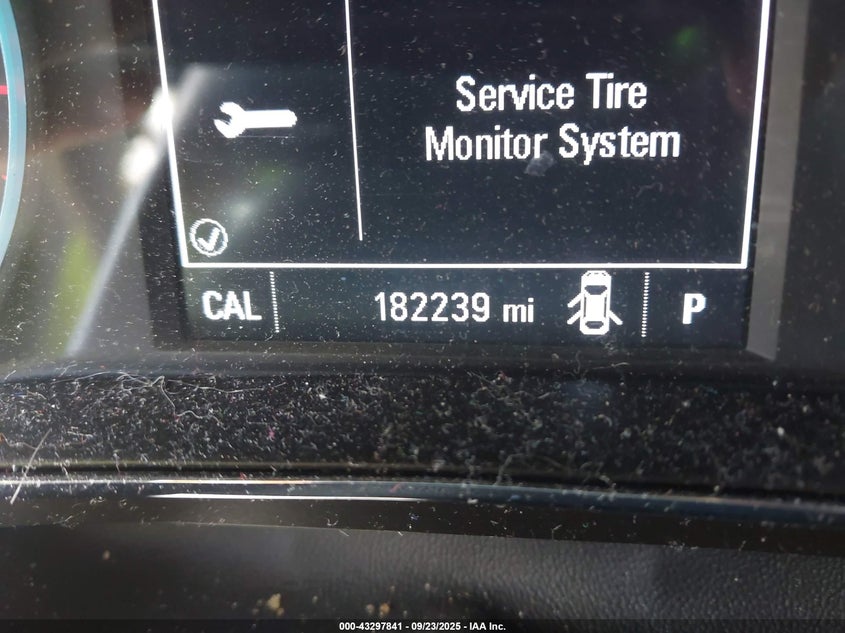 Service Tire
Monitor System
CAL 182239 mi P
000-43297841 - 09/23/2025 - IAA Inc.